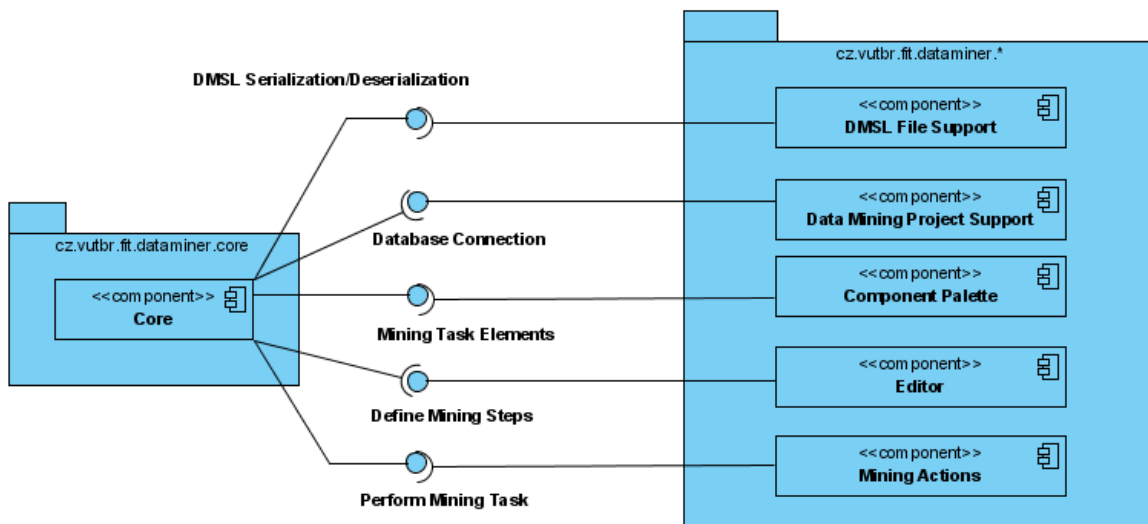 cz.vutbr.fit.dataminer.*
DMSL Serialization/Deserialization
<<component>>
DMSL File Support
<<component>>
Data Mining Project Support
Database Connection
cz.vutbr.fit.dataminer.core
<<component>>
Core
<<component>>
Component Palette
Mining Task Elements
<<component>>
Editor
Define Mining Steps
<<component>>
Mining Actions
Perform Mining Task